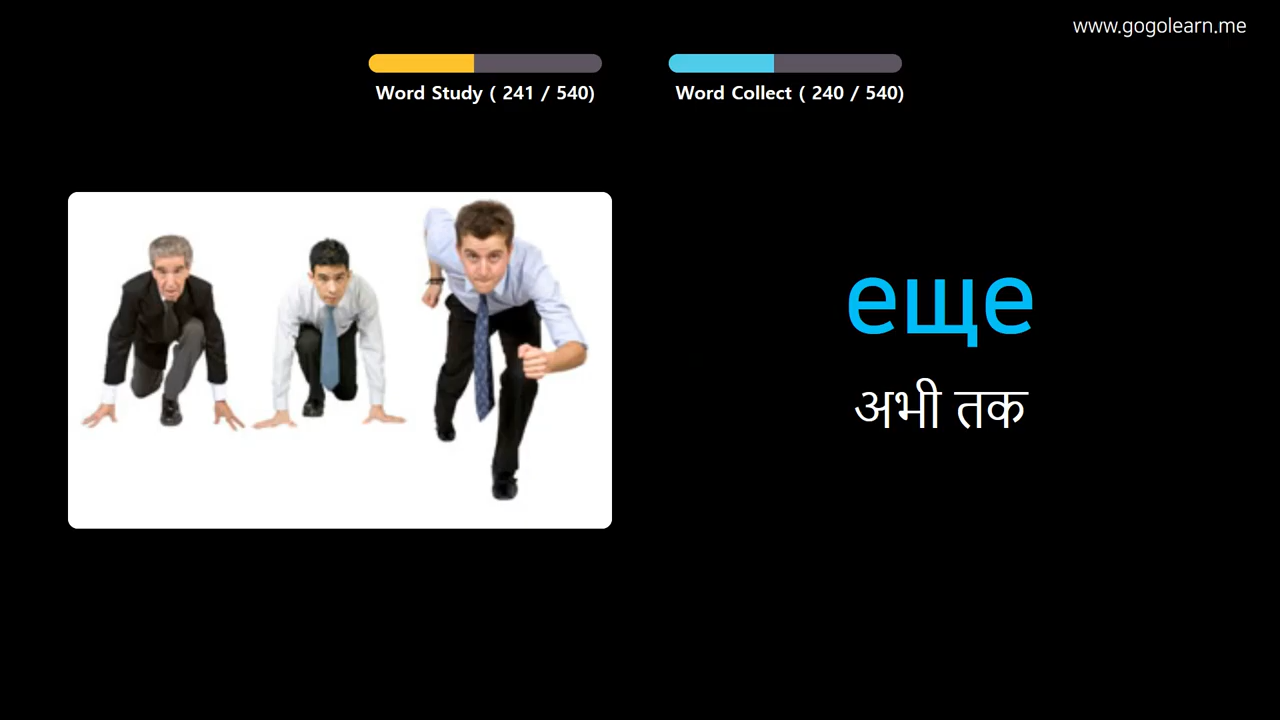 www.gogolearn.me
Word Study ( 241 / 540)
Word Collect ( 240 / 540)
еще
अभी तक